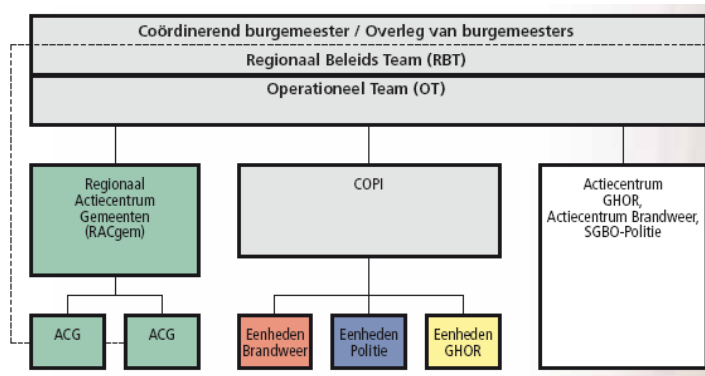 Coördinerend burgemeester / Overleg van burgemeesters
Regionaal Beleids Team (RBT)
Operationeel Team (OT)
Regionaal
Actiecentrum
Gemeenten
(RACgem)
COPI
Actiecentrum
GHOR,
Actiecentrum Brandweer,
SGBO-Politie
ACG
ACG
Eenheden
Brandweer
Eenheden
Politie
Eenheden
GHOR